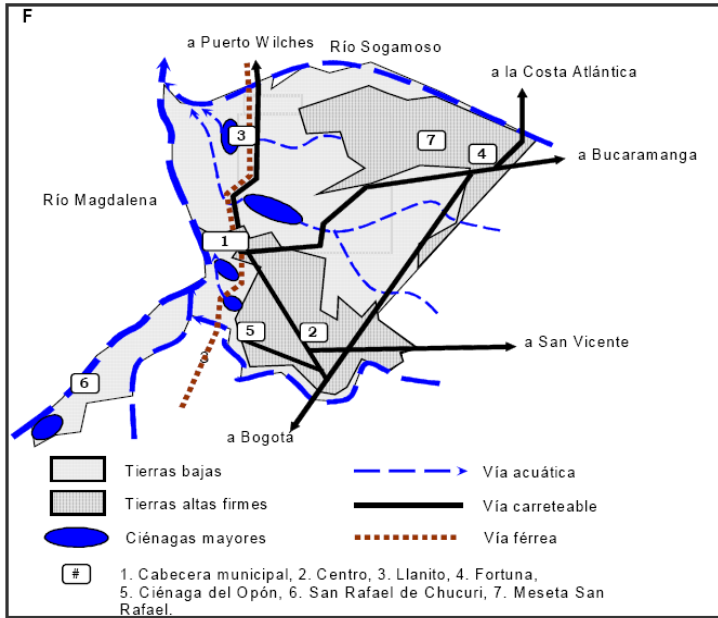 F
a Puerto Wilches
Río Sogamoso
a la Costa Atlántica
3
7
4
a Bucaramanga
Río Magdalena
1
5
2
a San Vicente
3
6
a Bogotá
Tierras bajas
Vía acuática
Tierras altas firmes
Vía carreteable
Ciénagas mayores
Vía férrea
# 1. Cabecera municipal, 2. Centro, 3. Llanito, 4. Fortuna,
5. Ciénaga del Opón, 6. San Rafael de Chucuri, 7. Meseta San
Rafael.